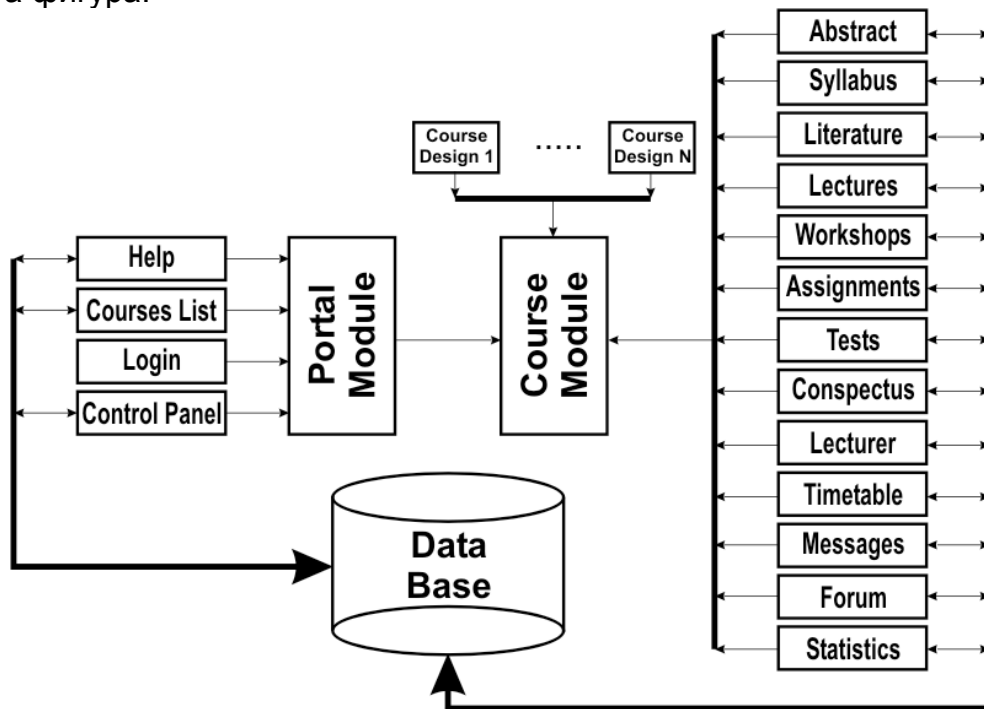 а фигура.
Abstract
Syllabus
Literature
Lectures
Workshops
Assignments
Tests
Conspectus
Lecturer
Timetable
Messages
Forum
Statistics
Course
Design 1
.....
Course
Design N
Help
Courses List
Login
Control Panel
Portal
Module
Course
Module
Data
Base